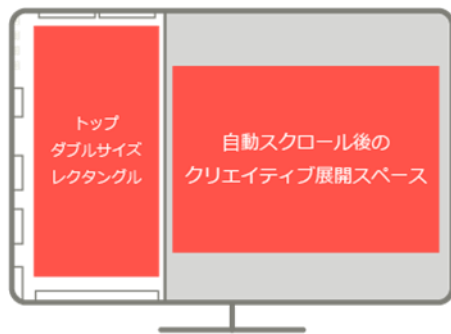 トップ
ダブルサイズ
レクタングル
自動スクロール後の
クリエイティブ展開スペース